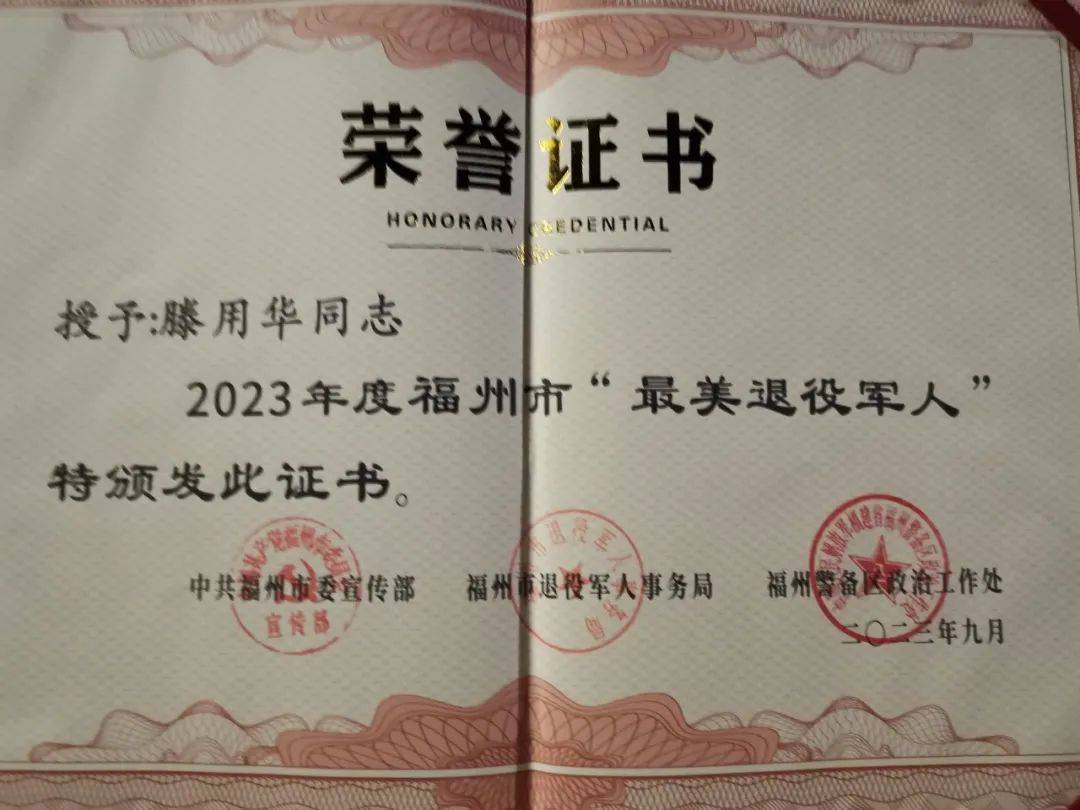 荣誉证书
HONORARY CREDENTIAL
授予:滕用华同志
2023年度福州市“最美退役军人”
特颁发此证书。
中共福州市委宣传部 福州市退役军人事务局 福州警备区政治工作处
二〇二三年九月
宣传部